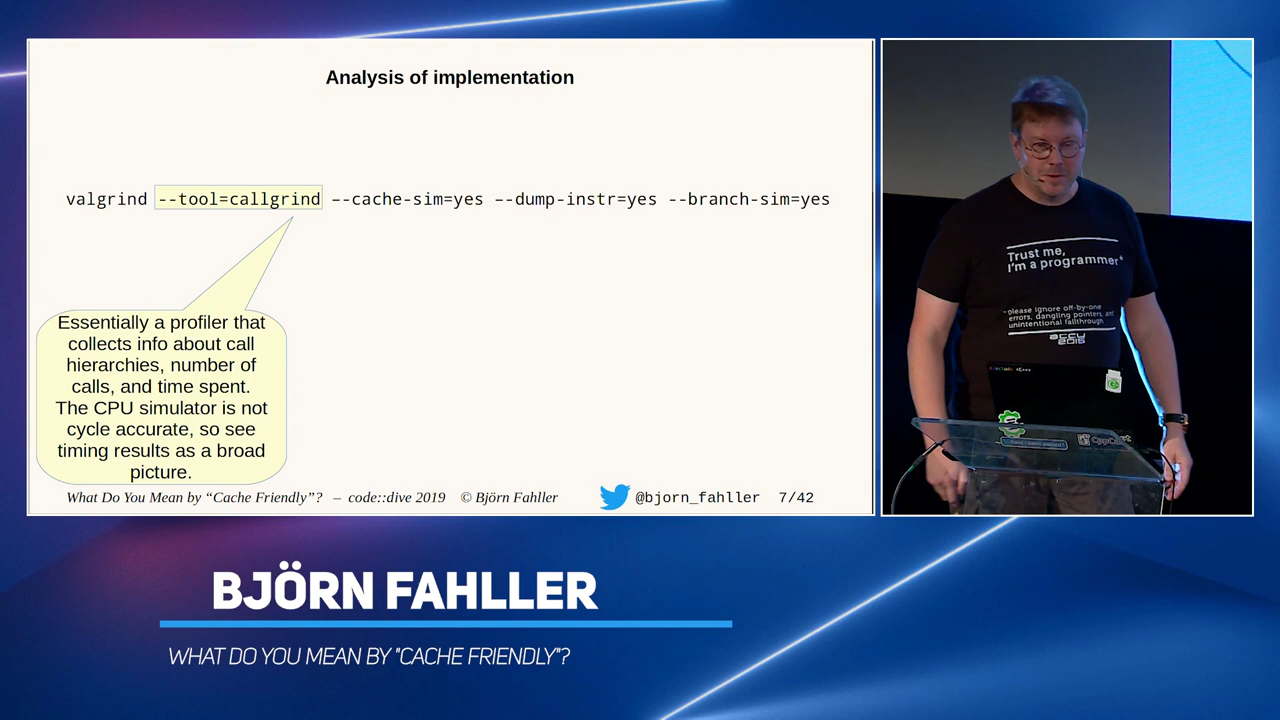 Analysis of implementation
valgrind --tool=callgrind --cache-sim=yes --dump-instr=yes --branch-sim=yes
Essentially a profiler that
collects info about call
hierarchies, number of
calls, and time spent.
The CPU simulator is not
cycle accurate, so see
timing results as a broad
picture.
What Do You Mean by “Cache Friendly”? – code::dive 2019 © Björn Fahller
@bjorn_fahller 7/42
Trust me,
I'm a programmer*
*please ignore off-by-one
errors, dangling pointers, and
unintentional fallthrough
accu
2015
#include <C++>
CppCast
BJÖRN FAHLLER
WHAT DO YOU MEAN BY "CACHE FRIENDLY"?